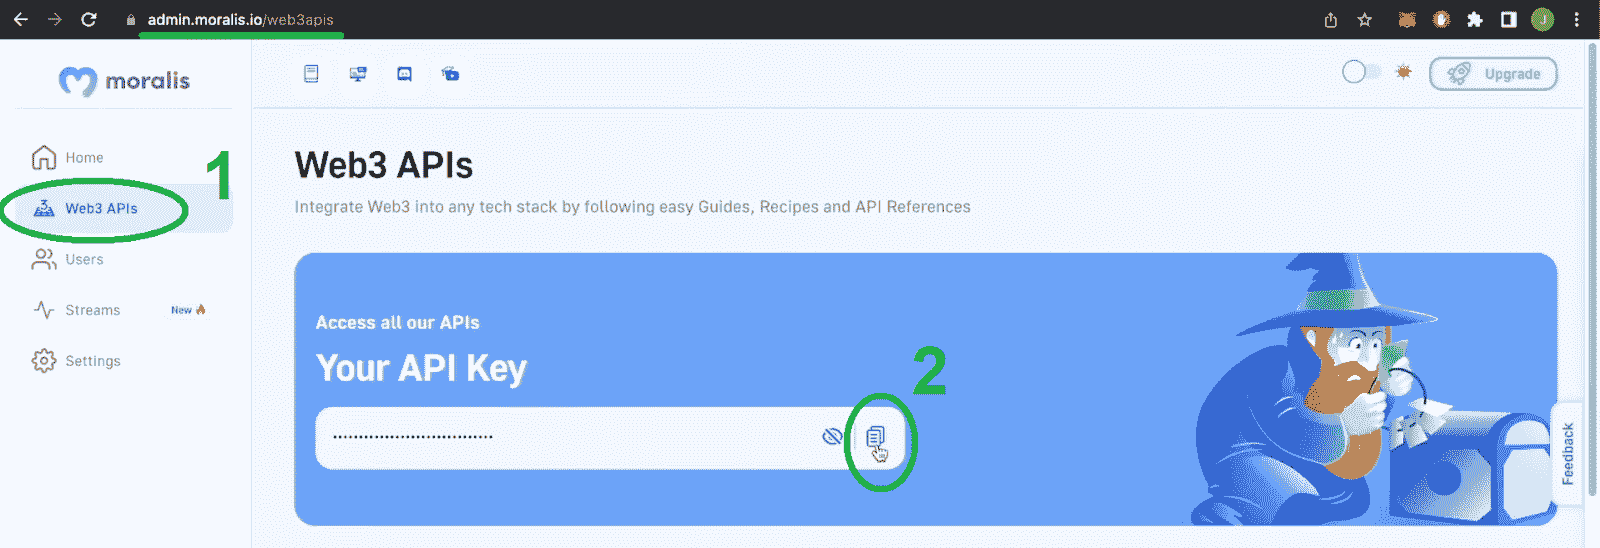 admin.moralis.io/web3apis
J
moralis
Upgrade
Home
1
Web3 APIs
Users
Streams New
Settings
Web3 APIs
Integrate Web3 into any tech stack by following easy Guides, Recipes and API References
Access all our APIs
Your API Key
2
Feedback